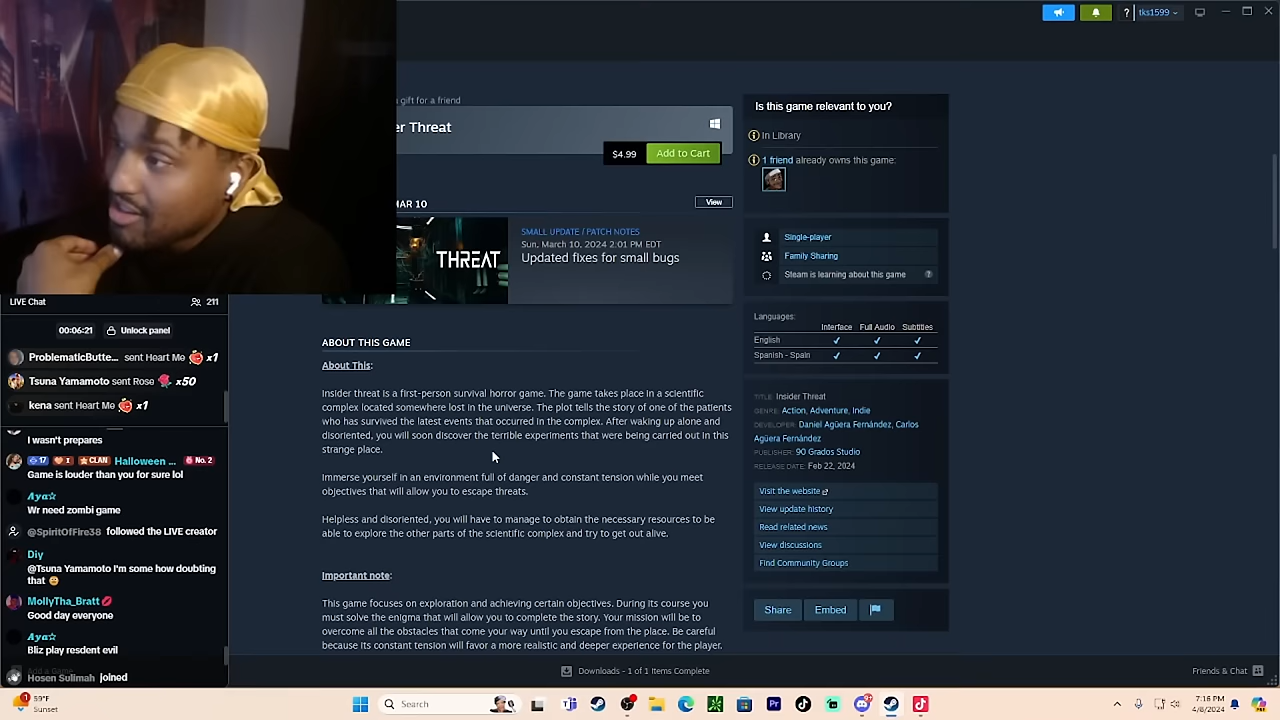 tks1599
a gift for a friend
er Threat
$4.99
Add to Cart
MAR 10
View
THREAT
SMALL UPDATE / PATCH NOTES
Sun, March 10, 2024 2:01 PM EDT
Updated fixes for small bugs
Is this game relevant to you?
In Library
1 friend already owns this game:
Single-player
Family Sharing
Steam is learning about this game
?
Languages:
Interface Full Audio Subtitles
English ✓ ✓ ✓
Spanish - Spain ✓ ✓ ✓
TITLE: Insider Threat
GENRE: Action, Adventure, Indie
DEVELOPER: Daniel Agüera Fernández, Carlos
Agüera Fernández
PUBLISHER: 90 Grados Studio
RELEASE DATE: Feb 22, 2024
Visit the website
View update history
Read related news
View discussions
Find Community Groups
Share Embed
ABOUT THIS GAME
About This:
Insider threat is a first-person survival horror game. The game takes place in a scientific
complex located somewhere lost in the universe. The plot tells the story of one of the patients
who has survived the latest events that occurred in the complex. After waking up alone and
disoriented, you will soon discover the terrible experiments that were being carried out in this
strange place.
Immerse yourself in an environment full of danger and constant tension while you meet
objectives that will allow you to escape threats.
Helpless and disoriented, you will have to manage to obtain the necessary resources to be
able to explore the other parts of the scientific complex and try to get out alive.
Important note:
This game focuses on exploration and achieving certain objectives. During its course you
must solve the enigma that will allow you to complete the story. Your mission will be to
overcome all the obstacles that come your way until you escape from the place. Be careful
because its constant tension will favor a more realistic and deeper experience for the player.
LIVE Chat 211
00:06:21 Unlock panel
ProblematicButte... sent Heart Me x1
Tsuna Yamamoto sent Rose x50
kena sent Heart Me x1
I wasn't prepares
17 I CLAN Halloween ... No. 2
Game is louder than you for sure lol
Aya☆
Wr need zombi game
@SpiritOfFire38 followed the LIVE creator
Diy
@Tsuna Yamamoto I'm some how doubting
that
MollyTha_Bratt
Good day everyone
Aya☆
Bliz play resdent evil
Add a Game
Hosen Sulimah joined
Downloads - 1 of 1 Items Complete
Friends & Chat
59°F
Sunset
Search
7:16 PM
4/8/2024